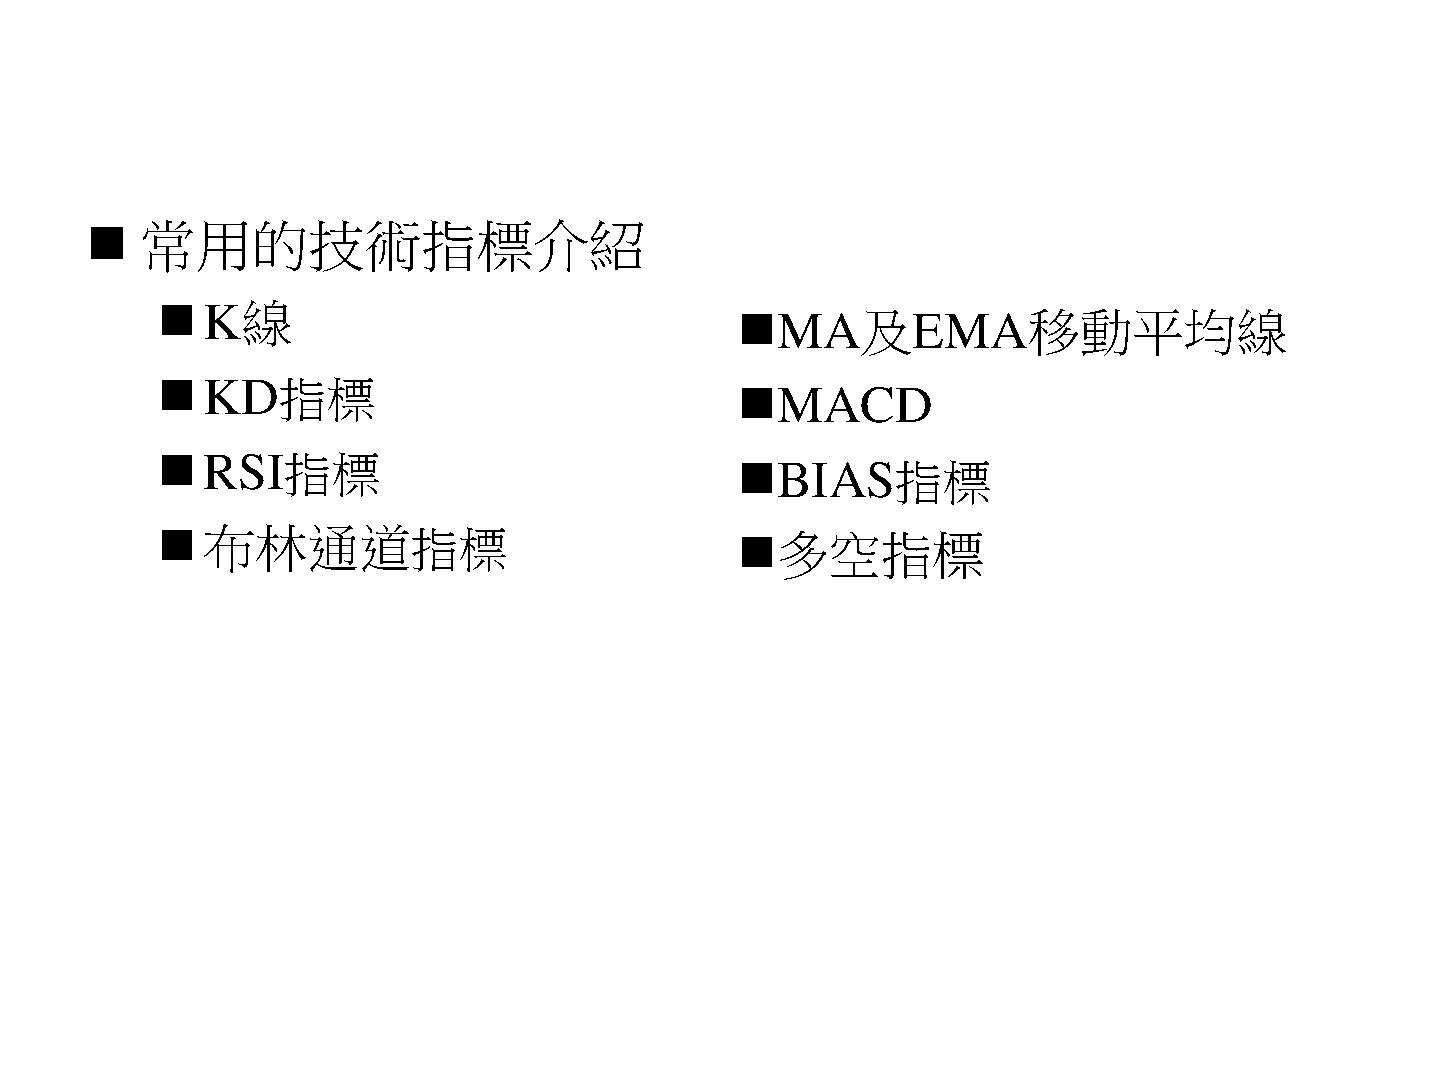 ■ 常用的技術指標介紹
■ K線
■ KD指標
■ RSI指標
■ 布林通道指標
■MA及EMA移動平均線
■MACD
■BIAS指標
■多空指標